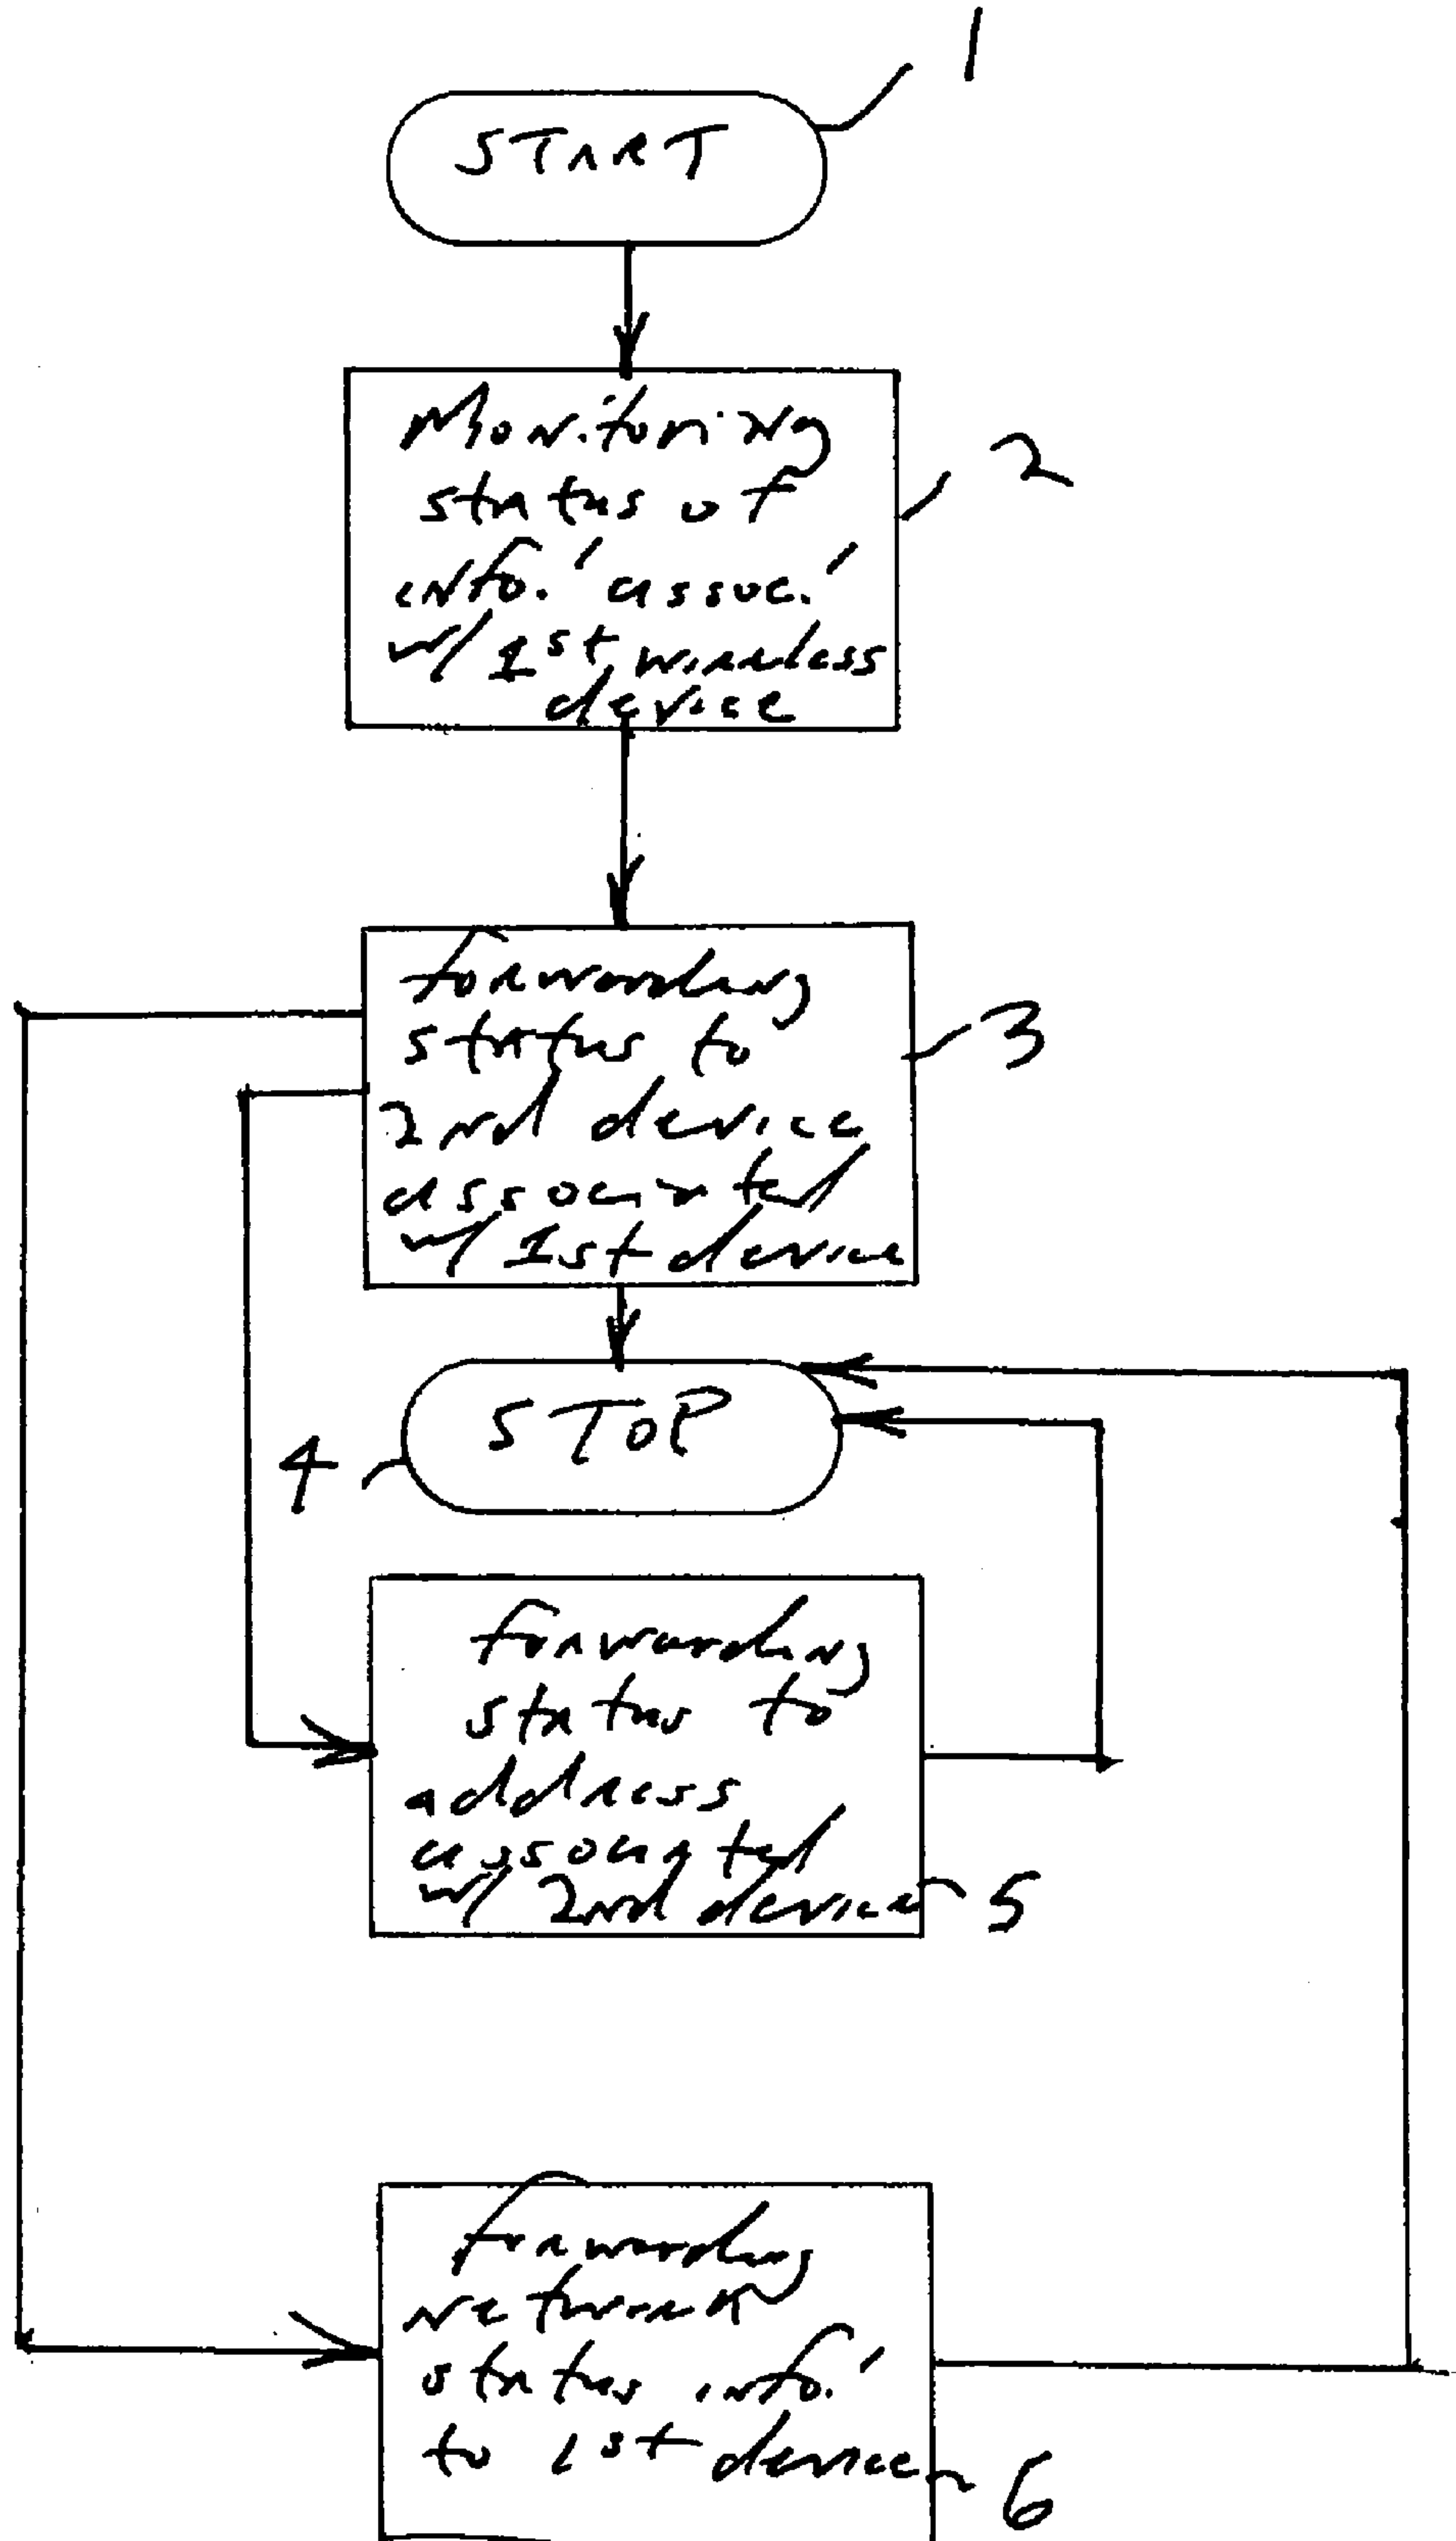 1
START
Monitoring
status of
info.' assoc.'
w/ 1st wireless
device
2
forwarding
status to
2nd device
associated
w/ 1st device
3
STOP
4
forwarding
status to
address
associated
w/ 2nd device
5
forwarding
network
status info.'
to 1st device
6